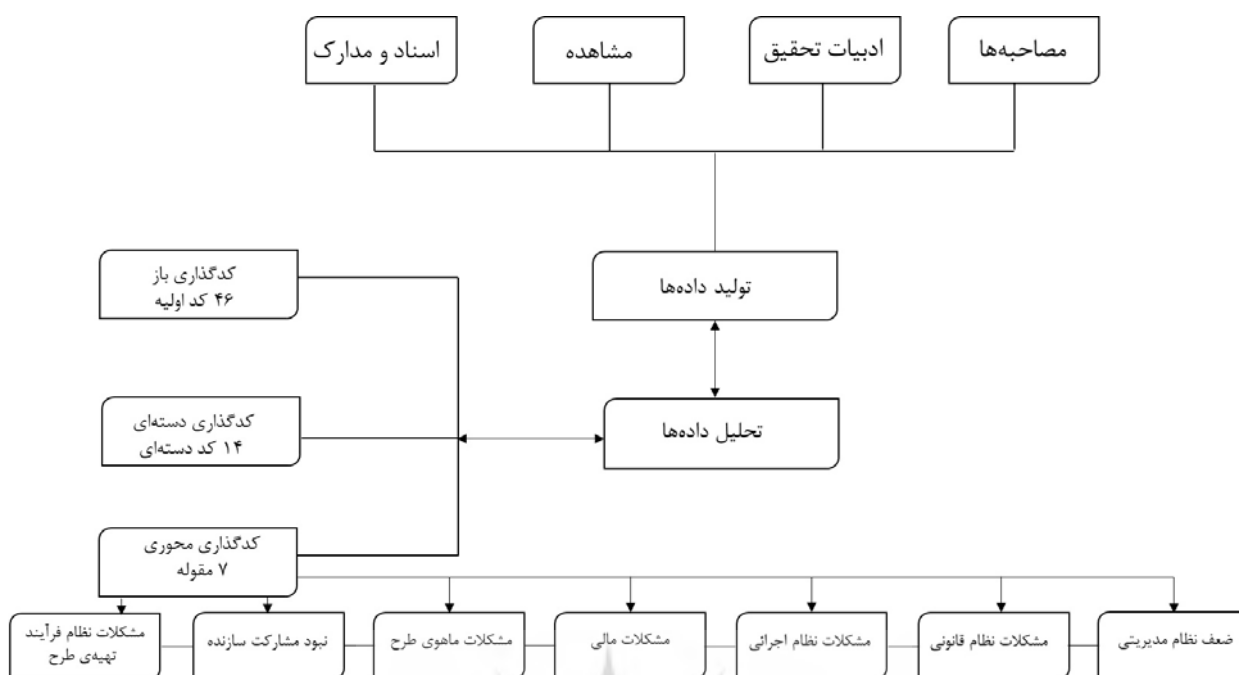 مصاحبه‌ها
ادبیات تحقیق
مشاهده
اسناد و مدارک
تولید داده‌ها
کدگذاری باز
۴۶ کد اولیه
تحلیل داده‌ها
کدگذاری دسته‌ای
۱۴ کد دسته‌ای
کدگذاری محوری
۷ مقوله
ضعف نظام مدیریتی
مشکلات نظام قانونی
مشکلات نظام اجرائی
مشکلات مالی
مشکلات ماهوی طرح
نبود مشارکت سازنده
مشکلات نظام فرآیند
تهیه‌ی طرح